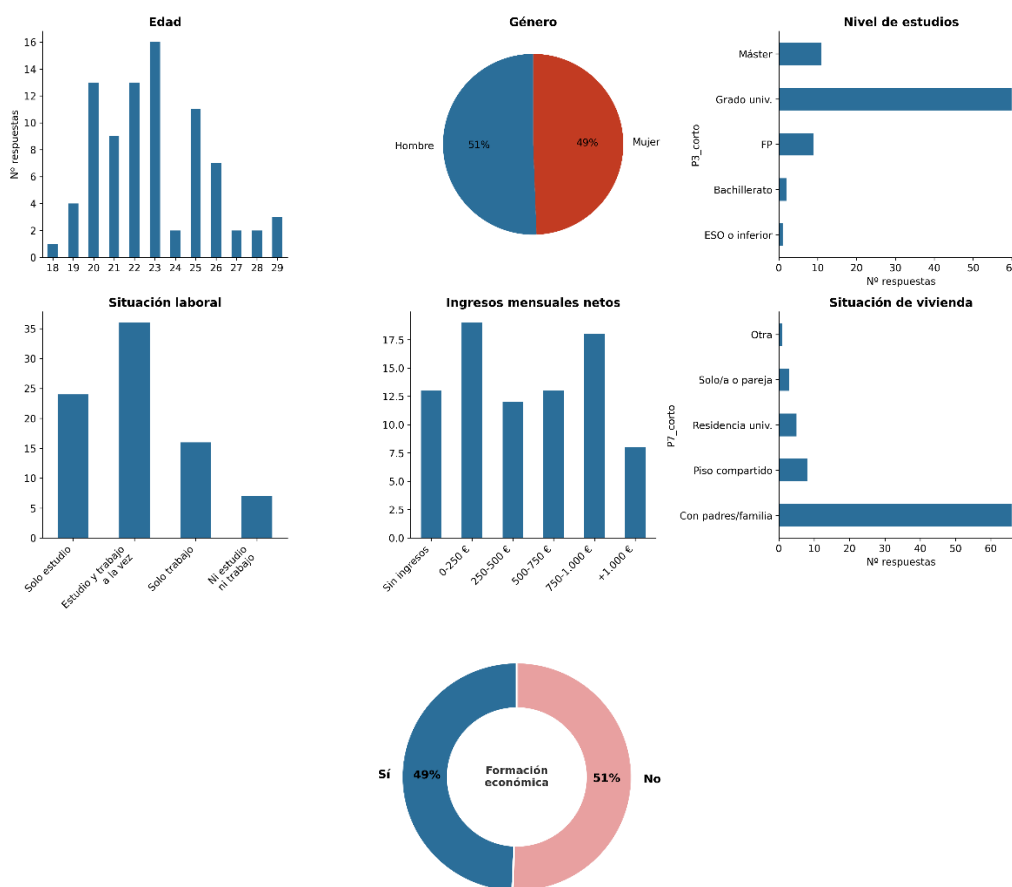 Edad
Nº respuestas
16
14
12
10
8
6
4
2
0
18 19 20 21 22 23 24 25 26 27 28 29
Género
Hombre
51%
49%
Mujer
Nivel de estudios
P3_corto
Máster
Grado univ.
FP
Bachillerato
ESO o inferior
0 10 20 30 40 50 6
Nº respuestas
Situación laboral
35
30
25
20
15
10
5
0
Solo estudio
Estudio y trabajo
a la vez
Solo trabajo
Ni estudio
ni trabajo
Ingresos mensuales netos
17.5
15.0
12.5
10.0
7.5
5.0
2.5
0.0
Sin ingresos
0-250 €
250-500 €
500-750 €
750-1.000 €
+1.000 €
Situación de vivienda
P7_corto
Otra
Solo/a o pareja
Residencia univ.
Piso compartido
Con padres/familia
0 10 20 30 40 50 60
Nº respuestas
Sí
49%
Formación
económica
51%
No